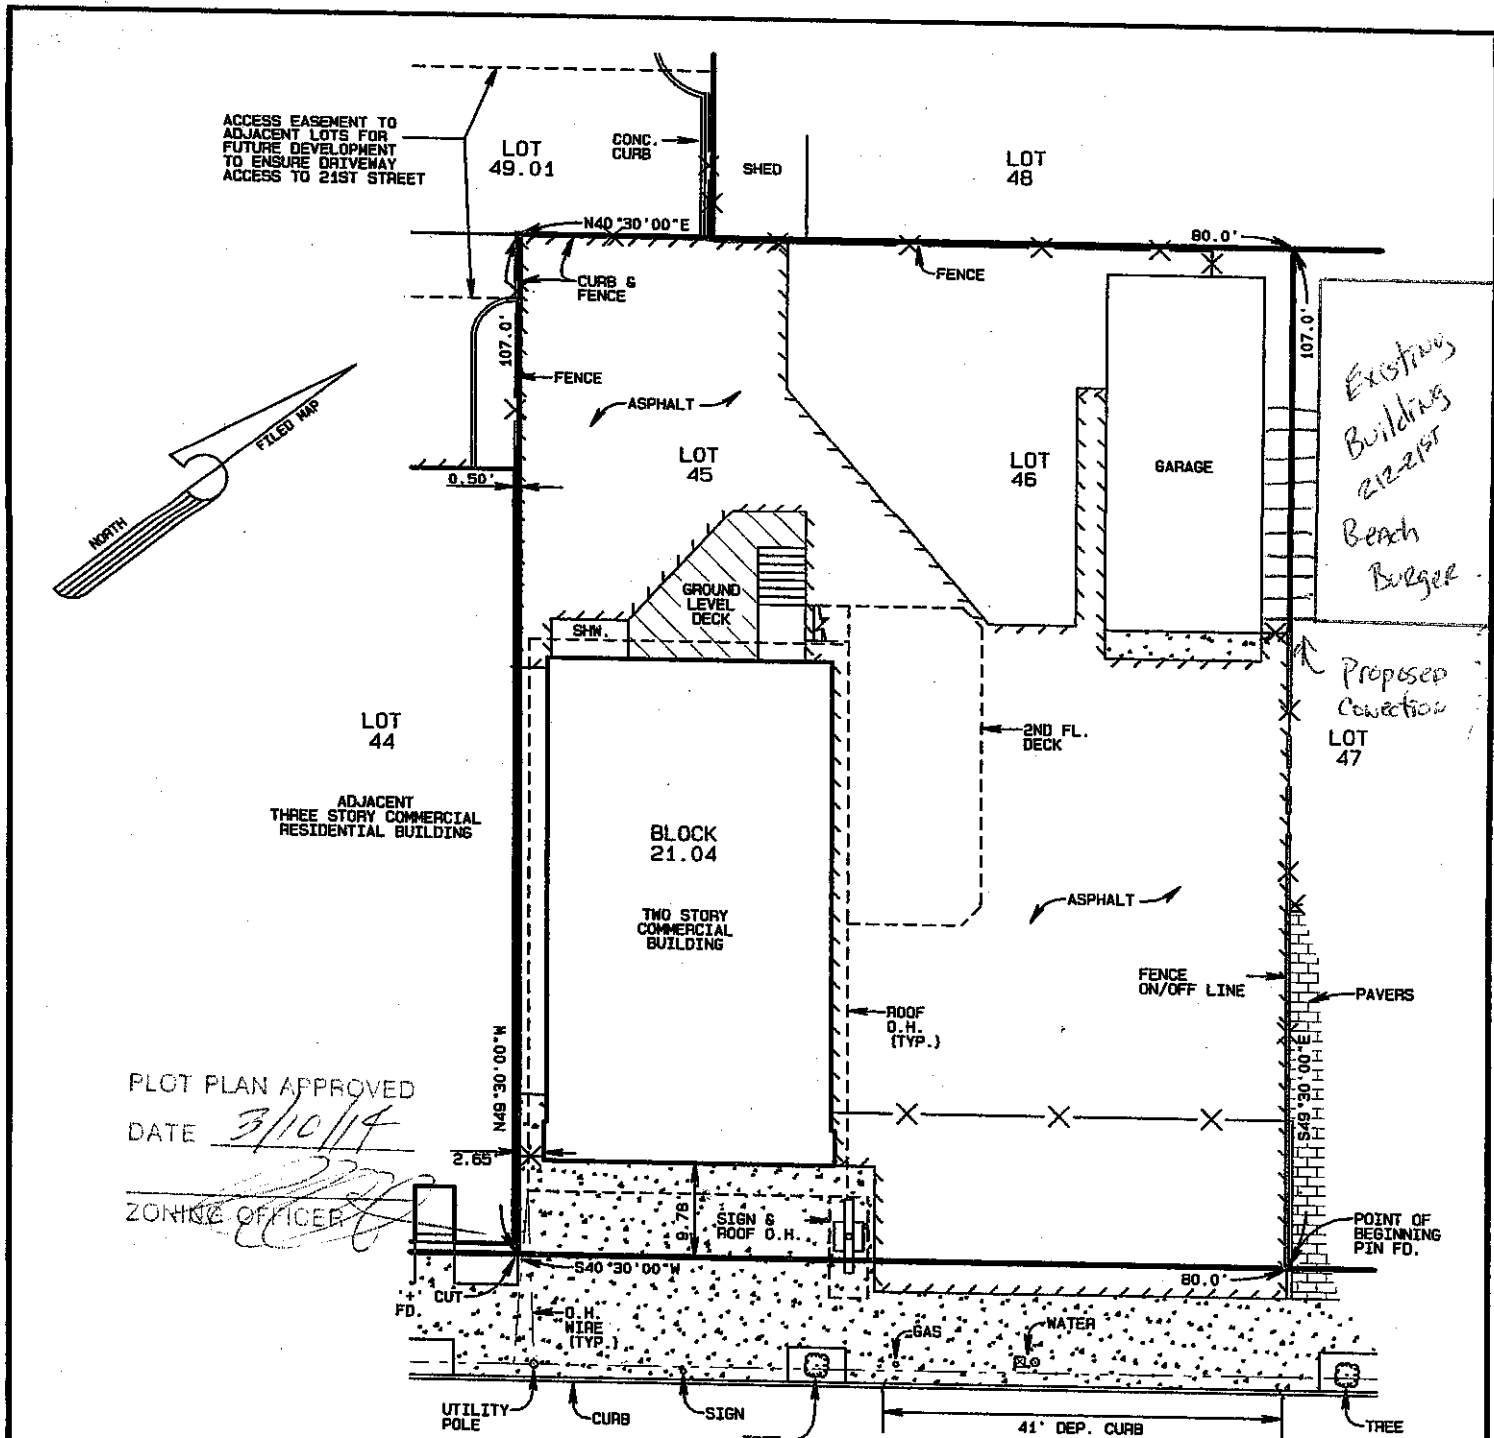 ACCESS EASEMENT TO
ADJACENT LOTS FOR
FUTURE DEVELOPMENT
TO ENSURE DRIVEWAY
ACCESS TO 21ST STREET
LOT
49.01
CONC.
CURB
SHED
LOT
48
N40°30'00"E
80.0'
CURB &
FENCE
FENCE
107.0'
107.0'
FENCE
ASPHALT
FILED MAP
NORTH
0.50'
LOT
45
LOT
46
GARAGE
Existing
Building
212-21ST
Beach
Burger
GROUND
LEVEL
DECK
SHW.
Proposed
Conection
LOT
44
2ND FL.
DECK
LOT
47
ADJACENT
THREE STORY COMMERCIAL
RESIDENTIAL BUILDING
BLOCK
21.04
TWO STORY
COMMERCIAL
BUILDING
ASPHALT
FENCE
ON/OFF LINE
PAVERS
ROOF
O.H.
(TYP.)
N49°30'00"W
S49°30'00"E
PLOT PLAN APPROVED
DATE 3/10/14
ZONING OFFICER
2.65'
9.78'
SIGN &
ROOF O.H.
POINT OF
BEGINNING
PIN FD.
S40°30'00"W
80.0'
'+' CUT
FD.
O.H.
WIRE
(TYP.)
GAS
WATER
UTILITY
POLE
CURB
SIGN
41' DEP. CURB
TREE